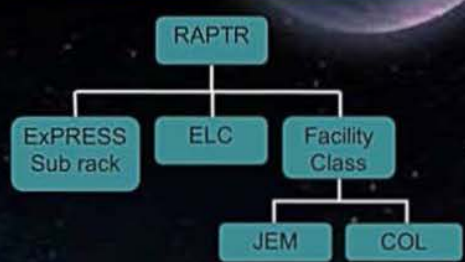 RAPTR
ExPRESS
Sub rack
ELC
Facility
Class
JEM
COL